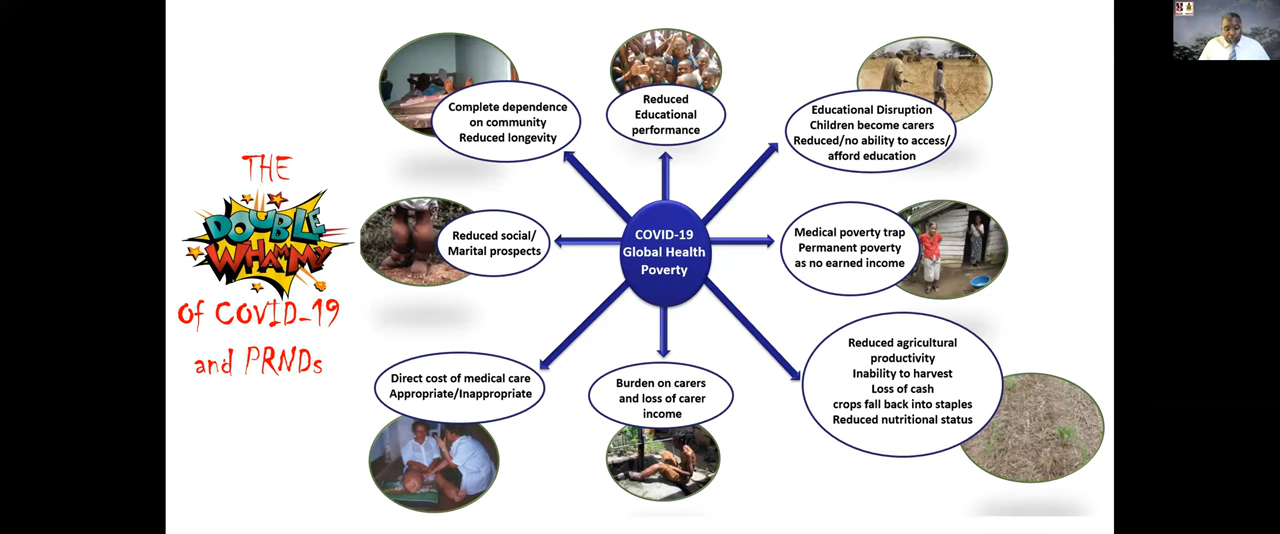 THE
DOUBLE
WHAMMY
Of COVID-19
and PRNDs
Complete dependence
on community
Reduced longevity
Reduced
Educational
performance
Educational Disruption
Children become carers
Reduced/no ability to access/
afford education
Reduced social/
Marital prospects
COVID-19
Global Health
Poverty
Medical poverty trap
Permanent poverty
as no earned income
Direct cost of medical care
Appropriate/Inappropriate
Burden on carers
and loss of carer
income
Reduced agricultural
productivity
Inability to harvest
Loss of cash
crops fall back into staples
Reduced nutritional status